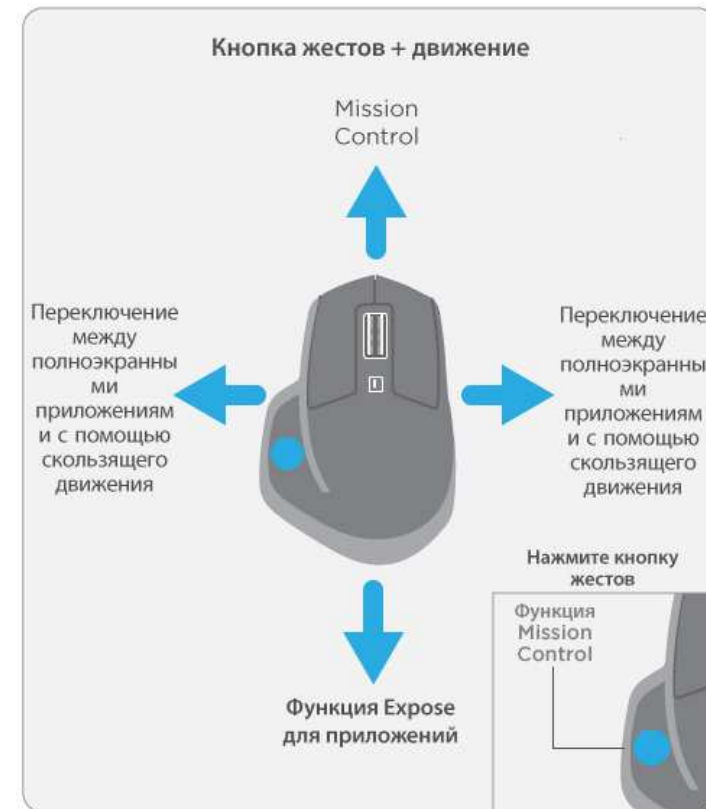 Кнопка жестов + движение
Mission
Control
Переключение
между
полноэкранны
ми
приложениям
и с помощью
скользящего
движения
Переключение
между
полноэкранны
ми
приложениям
и с помощью
скользящего
движения
Функция Expose
для приложений
Нажмите кнопку
жестов
Функция
Mission
Control